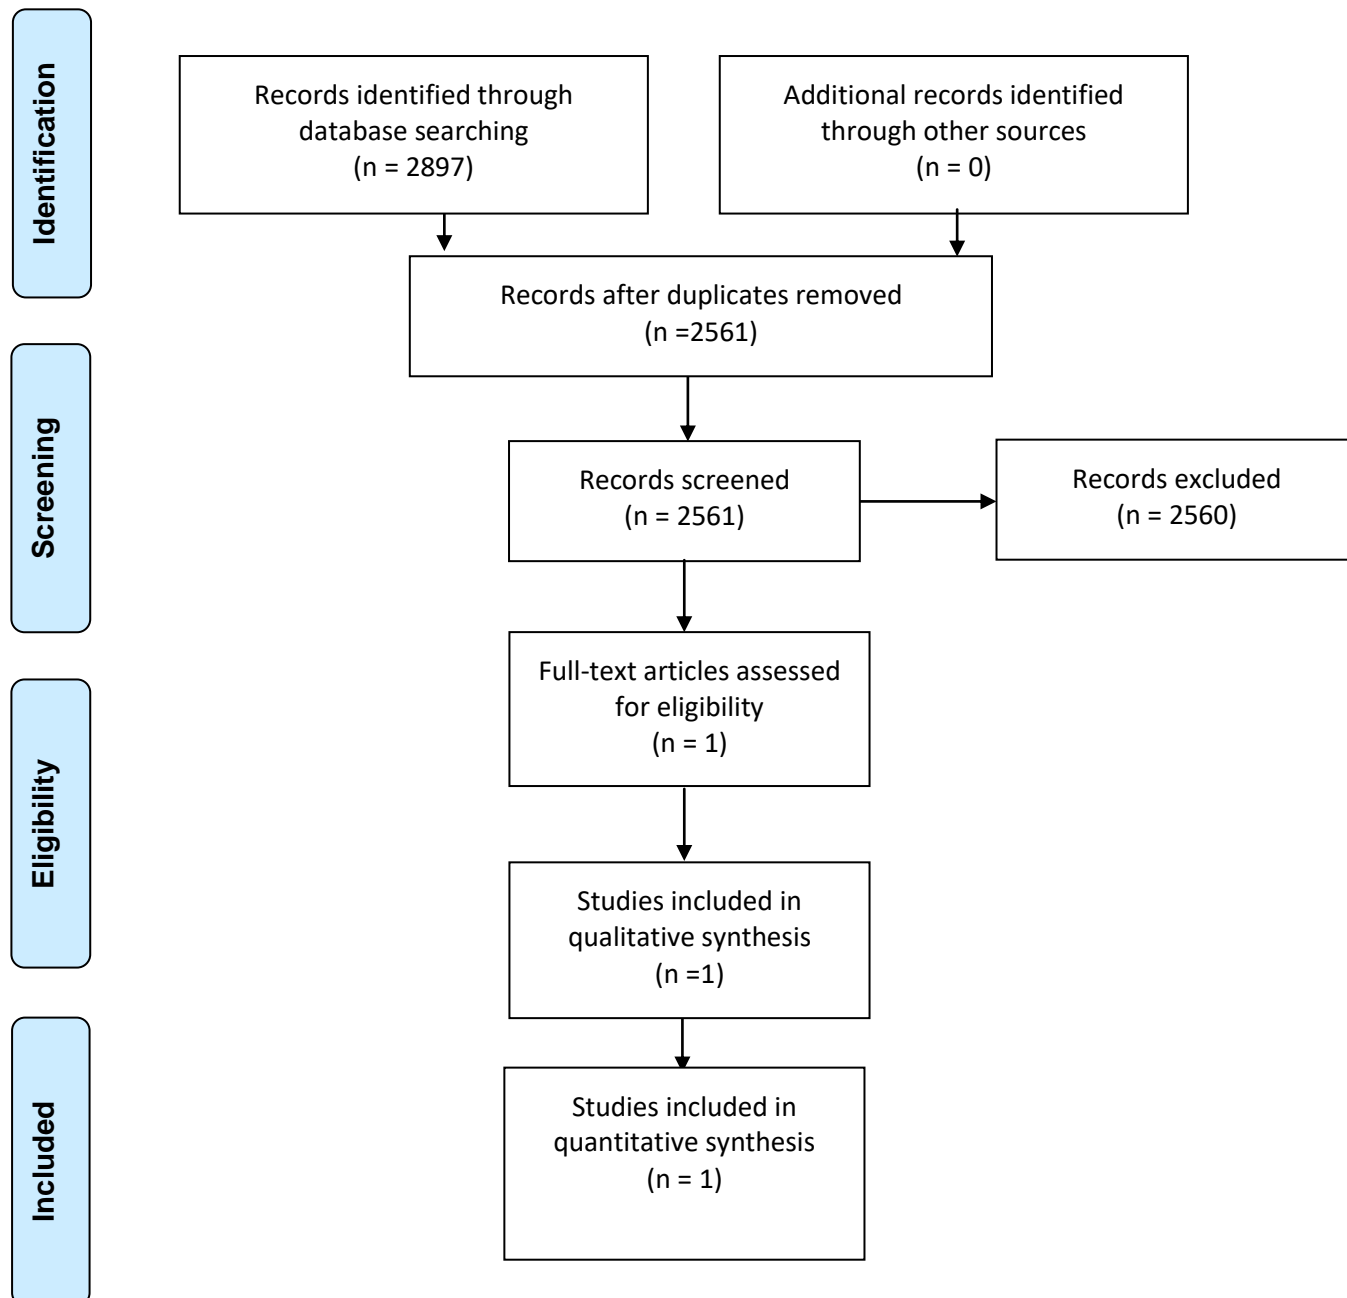 Identification
Records identified through
database searching
(n = 2897)
Additional records identified
through other sources
(n = 0)
Records after duplicates removed
(n =2561)
Screening
Records screened
(n = 2561)
Records excluded
(n = 2560)
Full-text articles assessed
for eligibility
(n = 1)
Eligibility
Studies included in
qualitative synthesis
(n =1)
Included
Studies included in
quantitative synthesis
(n = 1)